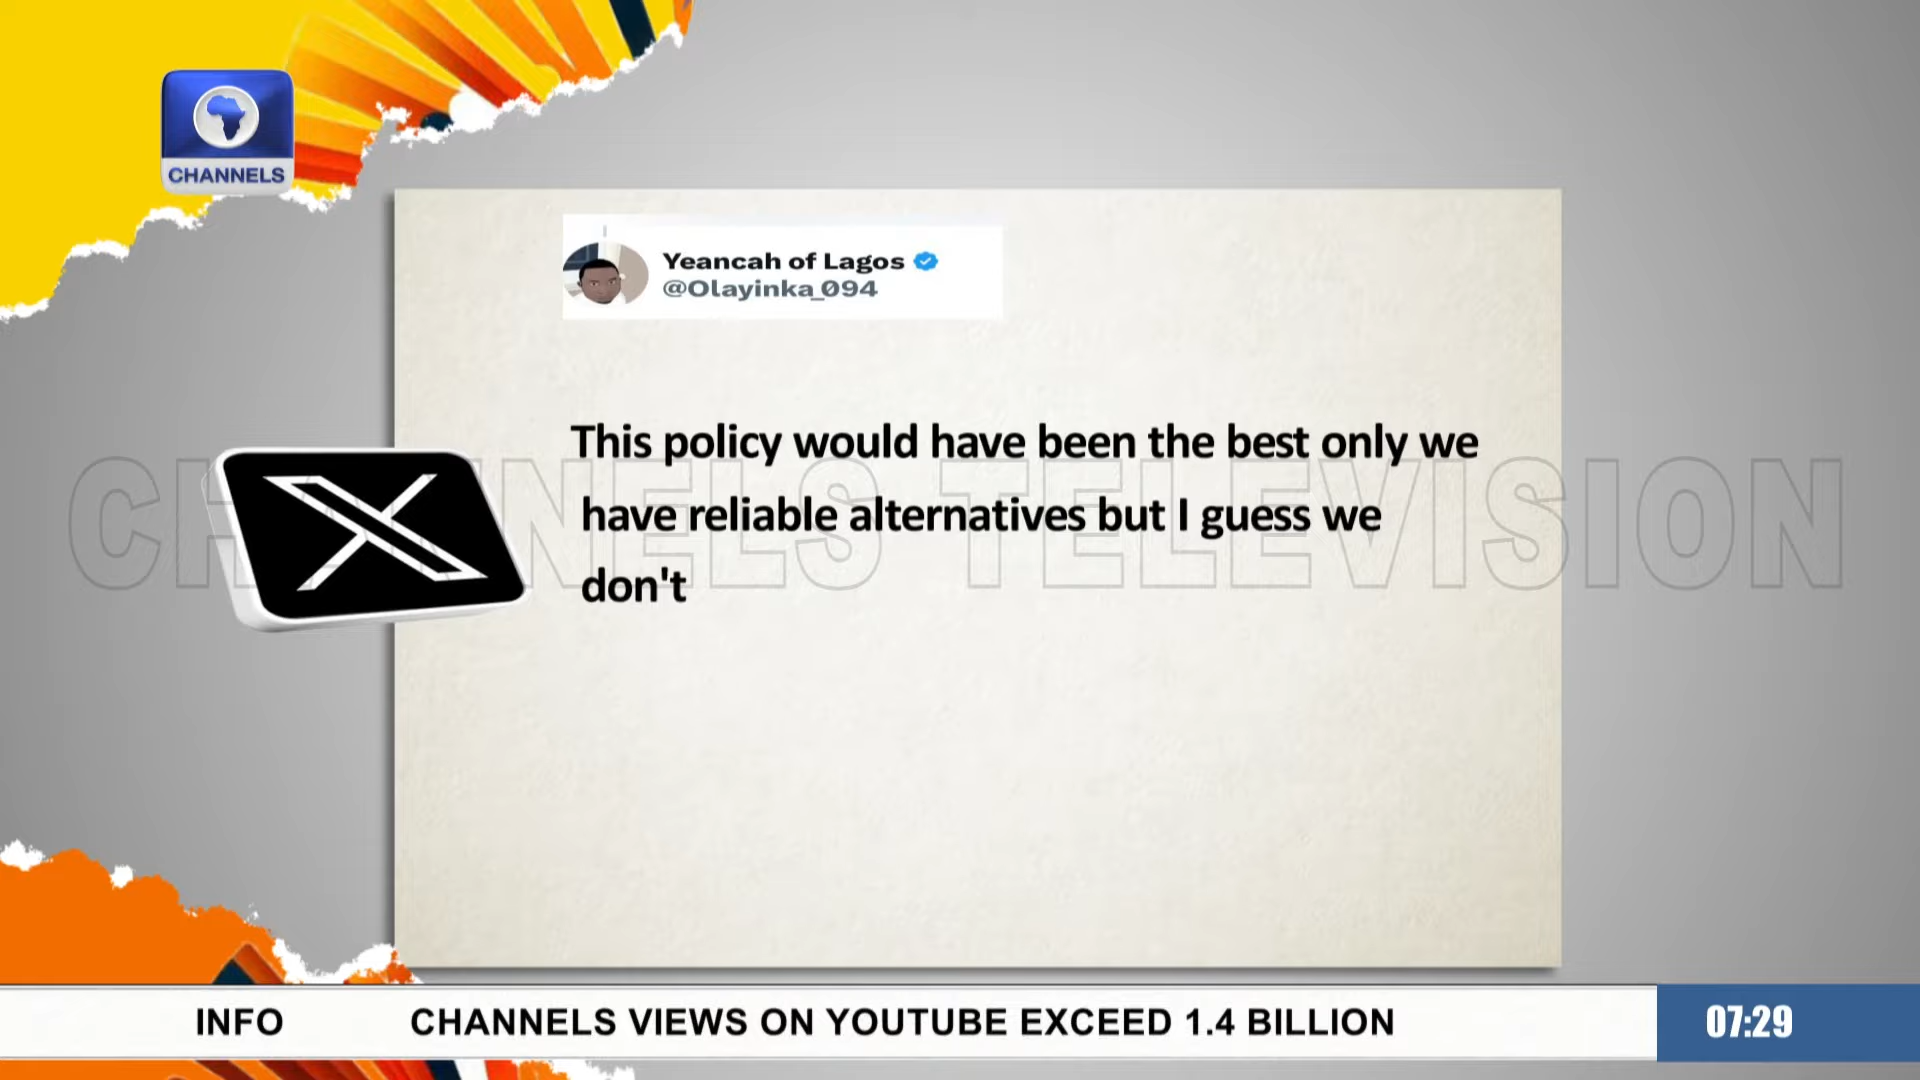 CHANNELS
Yeancah of Lagos
@Olayinka_094
This policy would have been the best only we
have reliable alternatives but I guess we
don't
CHANNELS TELEVISION
INFO CHANNELS VIEWS ON YOUTUBE EXCEED 1.4 BILLION 07:29